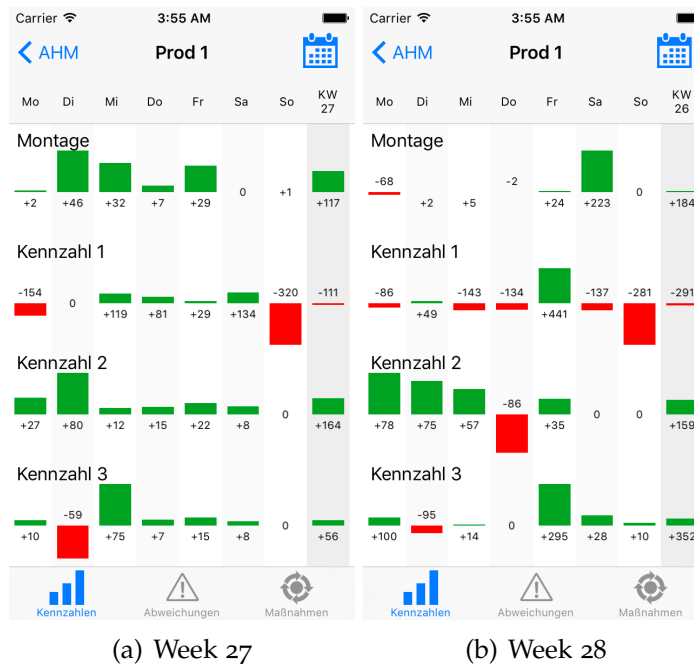 Carrier 3:55 AM
AHM Prod 1
Mo Di Mi Do Fr Sa So KW 27
Montage
+2 +46 +32 +7 +29 0 +1 +117
Kennzahl 1
-154 0 +119 +81 +29 +134 -320 -111
Kennzahl 2
+27 +80 +12 +15 +22 +8 0 +164
Kennzahl 3
+10 -59 +75 +7 +15 +8 0 +56
Kennzahlen Abweichungen Maßnahmen
(a) Week 27
Carrier 3:55 AM
AHM Prod 1
Mo Di Mi Do Fr Sa So KW 26
Montage
-68 +2 +5 -2 +24 +223 0 +184
Kennzahl 1
-86 +49 -143 -134 +441 -137 -281 -291
Kennzahl 2
+78 +75 +57 -86 +35 0 0 +159
Kennzahl 3
+100 -95 +14 0 +295 +28 +10 +352
Kennzahlen Abweichungen Maßnahmen
(b) Week 28